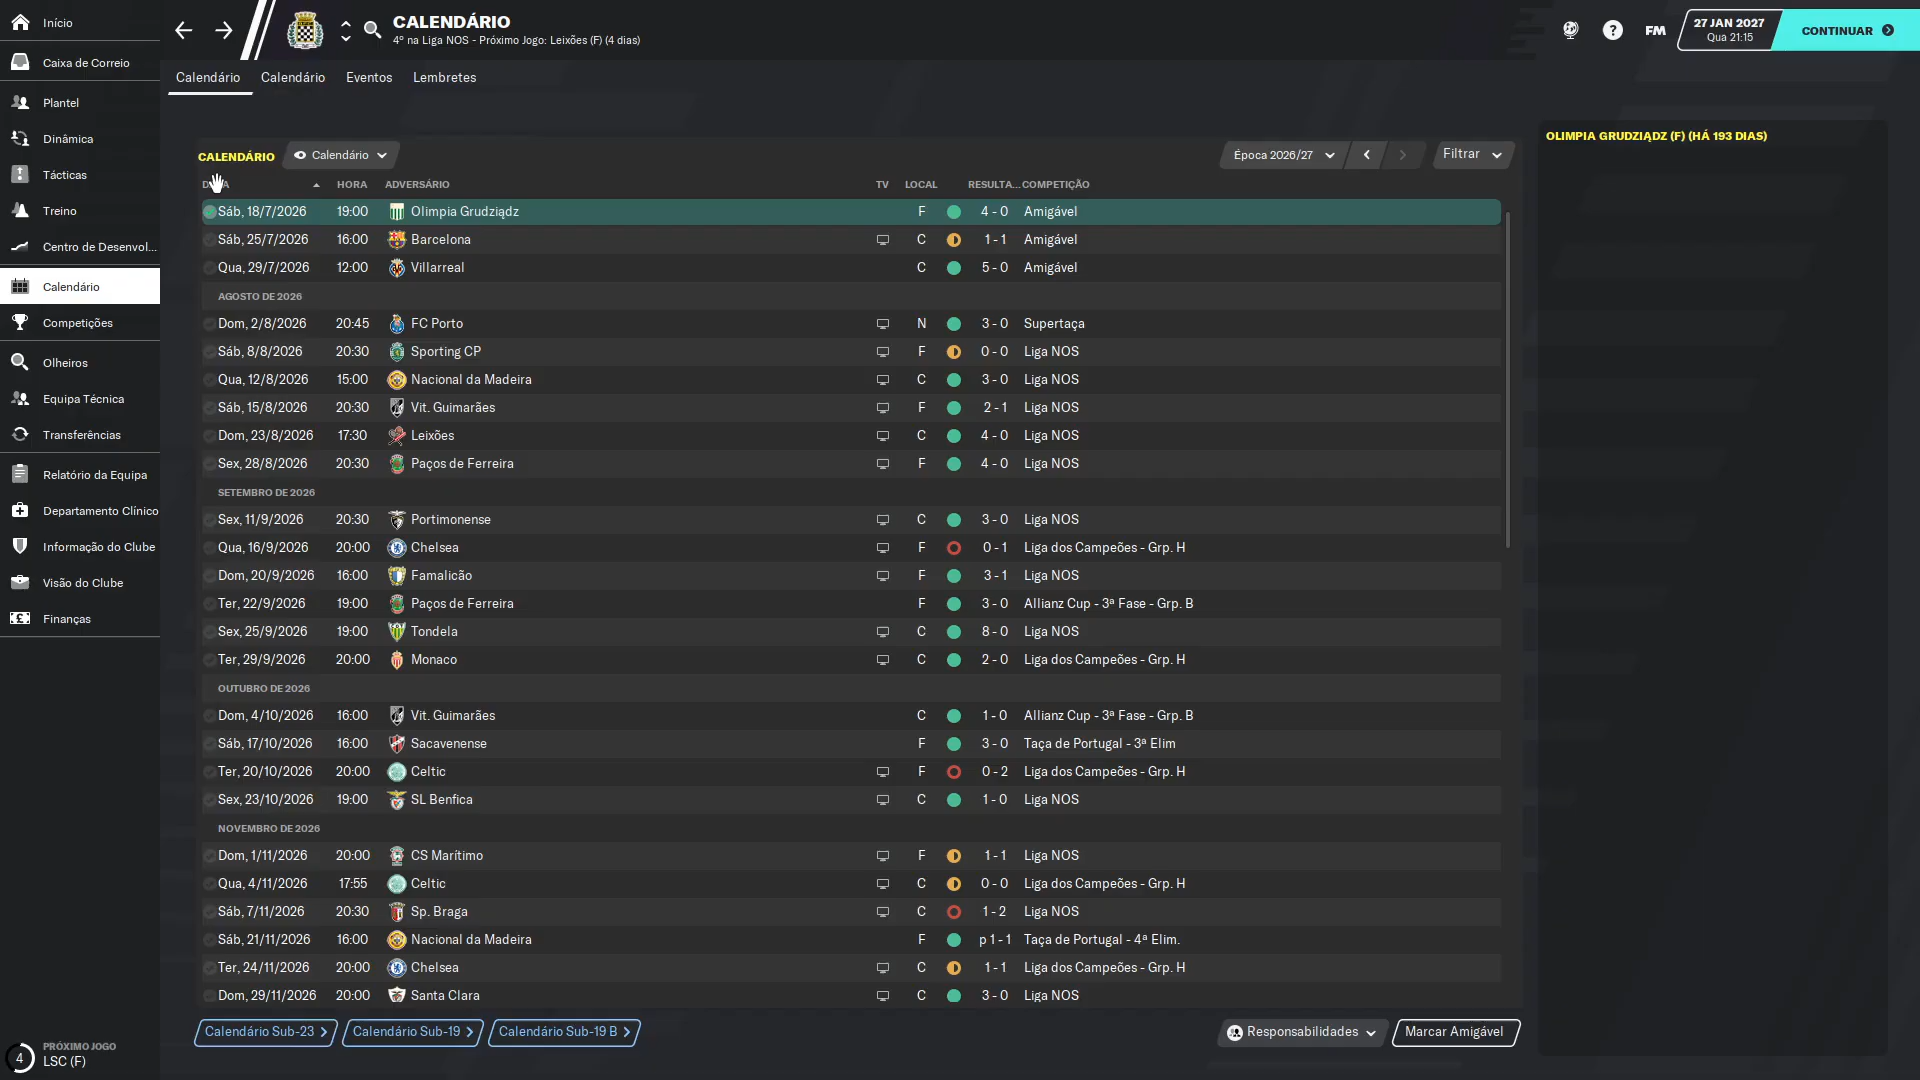 Início
Caixa de Correio
Plantel
Dinâmica
Tácticas
Treino
Centro de Desenvol...
Calendário
Competições
Olheiros
Equipa Técnica
Transferências
Relatório da Equipa
Departamento Clínico
Informação do Clube
Visão do Clube
Finanças
4
PRÓXIMO JOGO
LSC (F)
CALENDÁRIO
4º na Liga NOS - Próximo Jogo: Leixões (F) (4 dias)
FM
27 JAN 2027
Qua 21:15
CONTINUAR
Calendário Calendário Eventos Lembretes
CALENDÁRIO Calendário Época 2026/27 Filtrar
HORA ADVERSÁRIO TV LOCAL RESULTA... COMPETIÇÃO
Sáb, 18/7/2026 19:00 Olimpia Grudziądz F 4 - 0 Amigável
Sáb, 25/7/2026 16:00 Barcelona C 1 - 1 Amigável
Qua, 29/7/2026 12:00 Villarreal C 5 - 0 Amigável
AGOSTO DE 2026
Dom, 2/8/2026 20:45 FC Porto N 3 - 0 Supertaça
Sáb, 8/8/2026 20:30 Sporting CP F 0 - 0 Liga NOS
Qua, 12/8/2026 15:00 Nacional da Madeira C 3 - 0 Liga NOS
Sáb, 15/8/2026 20:30 Vit. Guimarães F 2 - 1 Liga NOS
Dom, 23/8/2026 17:30 Leixões C 4 - 0 Liga NOS
Sex, 28/8/2026 20:30 Paços de Ferreira F 4 - 0 Liga NOS
SETEMBRO DE 2026
Sex, 11/9/2026 20:30 Portimonense C 3 - 0 Liga NOS
Qua, 16/9/2026 20:00 Chelsea F 0 - 1 Liga dos Campeões - Grp. H
Dom, 20/9/2026 16:00 Famalicão F 3 - 1 Liga NOS
Ter, 22/9/2026 19:00 Paços de Ferreira F 3 - 0 Allianz Cup - 3ª Fase - Grp. B
Sex, 25/9/2026 19:00 Tondela C 8 - 0 Liga NOS
Ter, 29/9/2026 20:00 Monaco C 2 - 0 Liga dos Campeões - Grp. H
OUTUBRO DE 2026
Dom, 4/10/2026 16:00 Vit. Guimarães C 1 - 0 Allianz Cup - 3ª Fase - Grp. B
Sáb, 17/10/2026 16:00 Sacavenense F 3 - 0 Taça de Portugal - 3ª Elim
Ter, 20/10/2026 20:00 Celtic F 0 - 2 Liga dos Campeões - Grp. H
Sex, 23/10/2026 19:00 SL Benfica C 1 - 0 Liga NOS
NOVEMBRO DE 2026
Dom, 1/11/2026 20:00 CS Marítimo F 1 - 1 Liga NOS
Qua, 4/11/2026 17:55 Celtic C 0 - 0 Liga dos Campeões - Grp. H
Sáb, 7/11/2026 20:30 Sp. Braga C 1 - 2 Liga NOS
Sáb, 21/11/2026 16:00 Nacional da Madeira F p 1 - 1 Taça de Portugal - 4ª Elim.
Ter, 24/11/2026 20:00 Chelsea C 1 - 1 Liga dos Campeões - Grp. H
Dom, 29/11/2026 20:00 Santa Clara C 3 - 0 Liga NOS
Calendário Sub-23 Calendário Sub-19 Calendário Sub-19 B Responsabilidades Marcar Amigável
OLIMPIA GRUDZIĄDZ (F) (HÁ 193 DIAS)